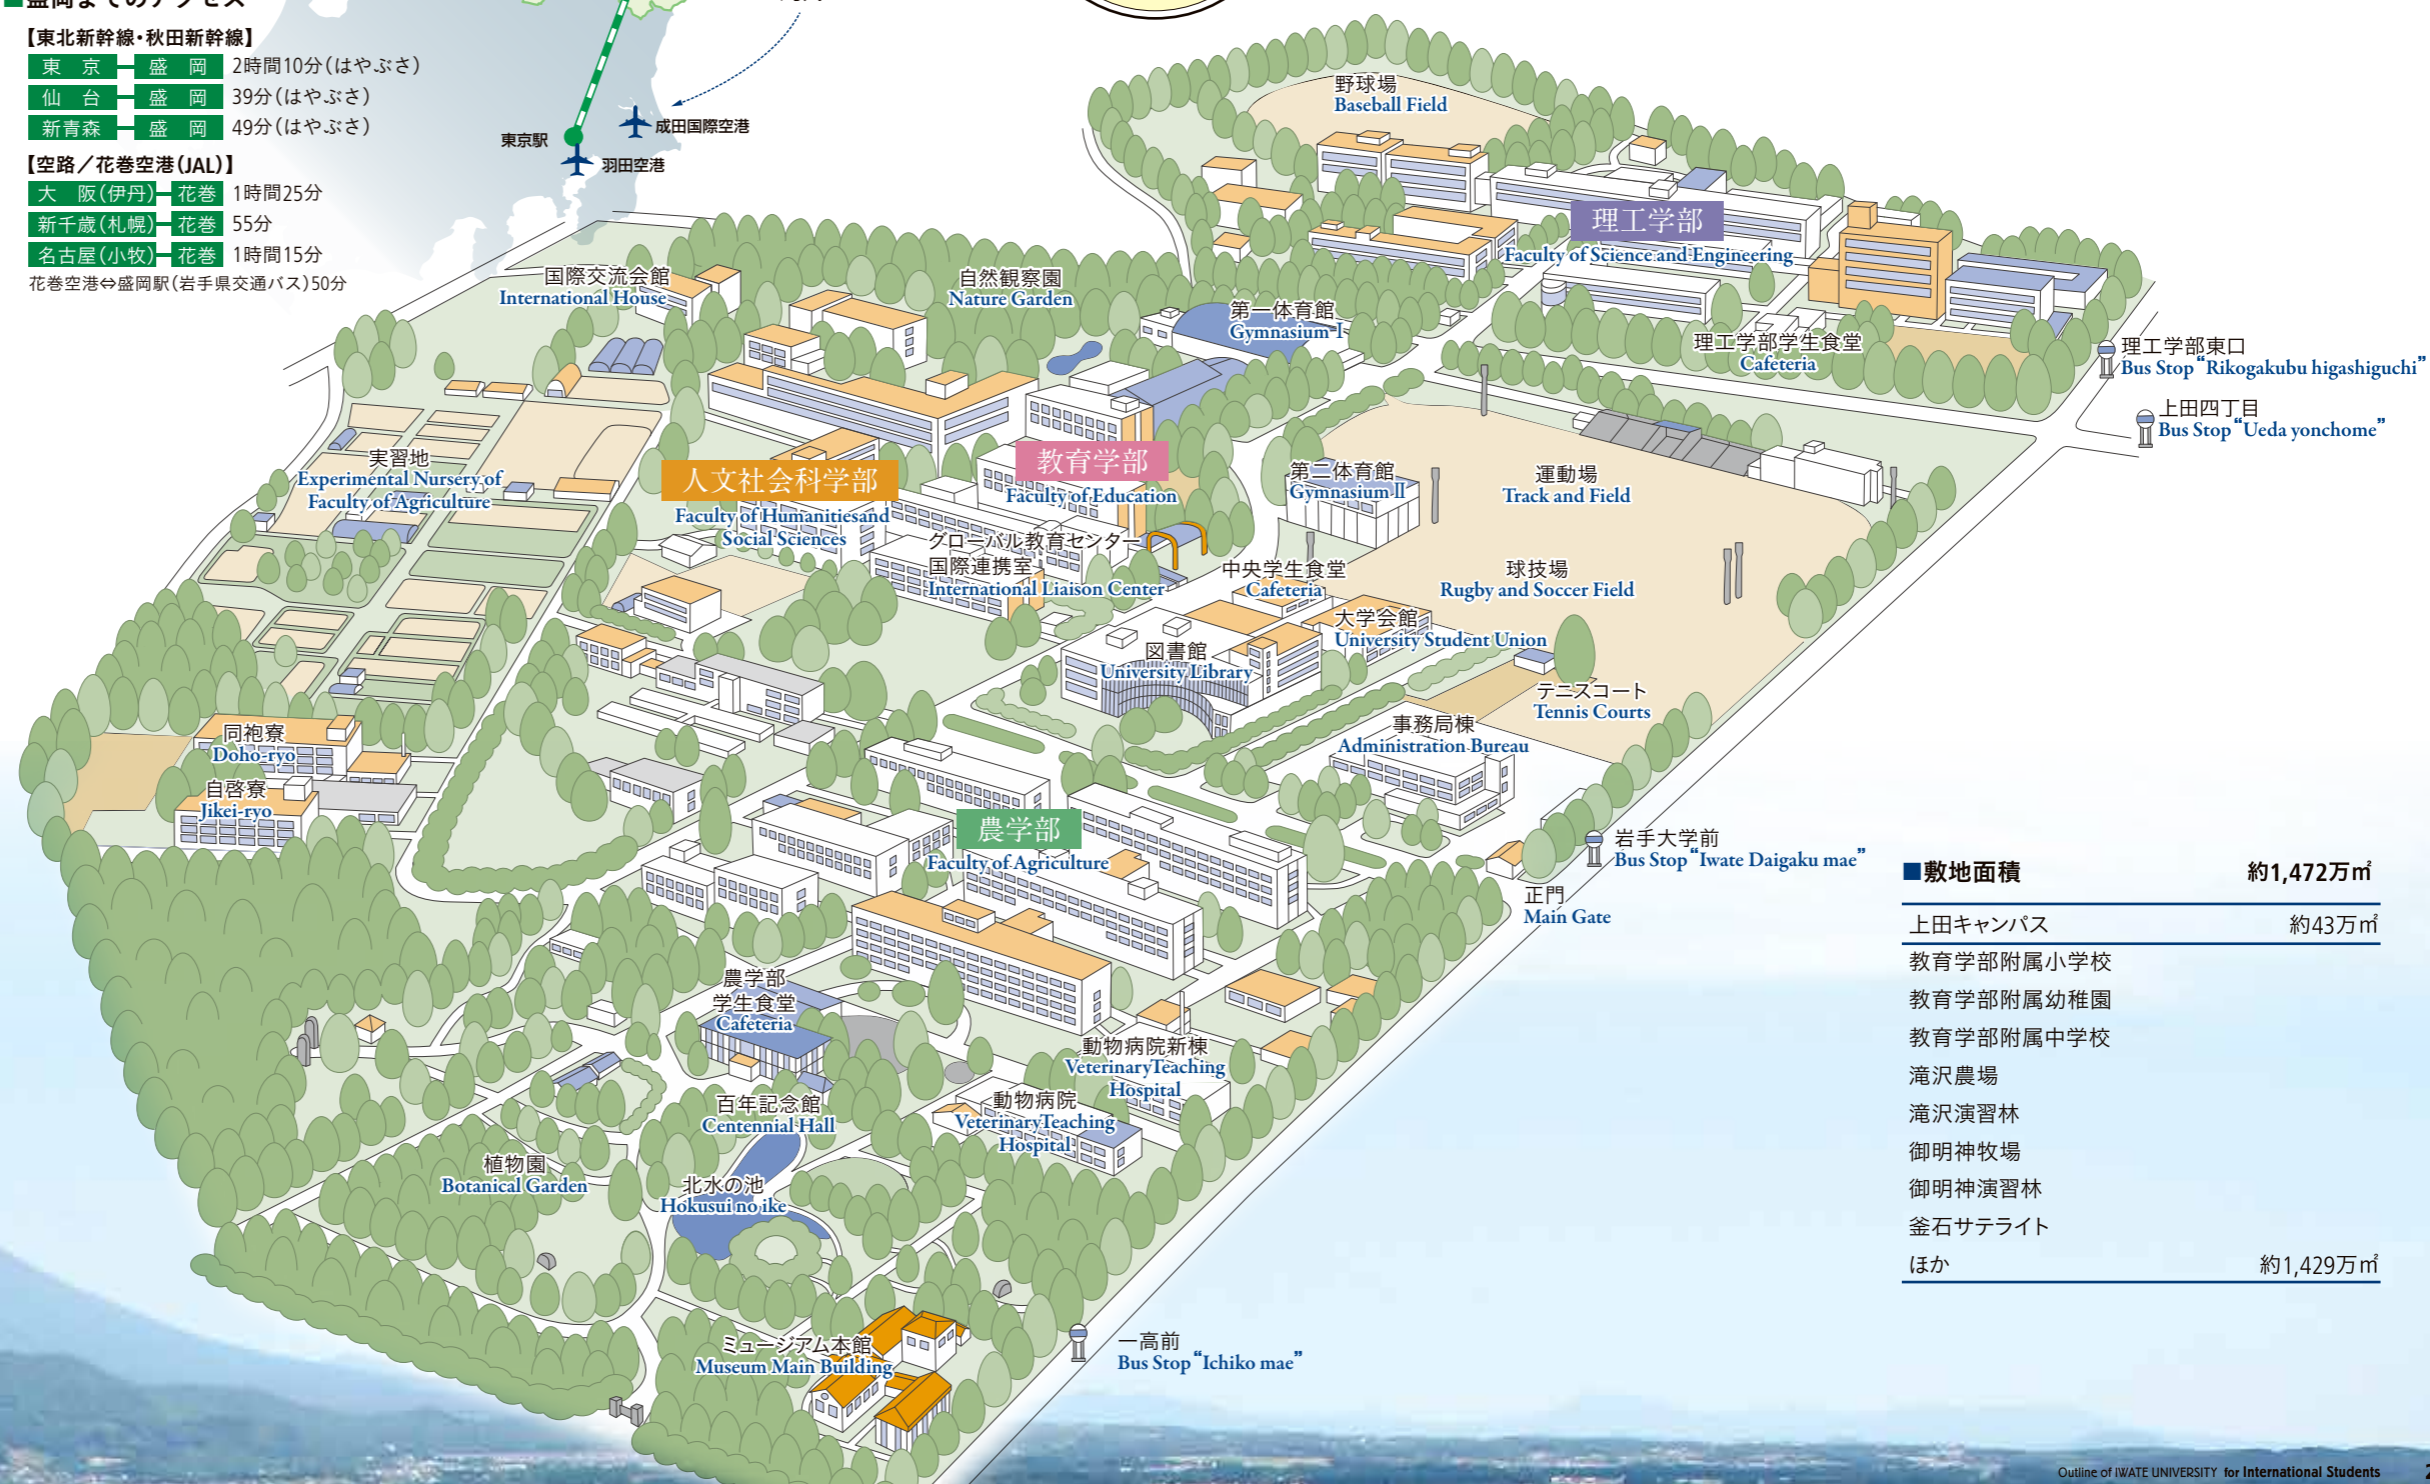 ■盛岡までのアクセス
【東北新幹線・秋田新幹線】
東 京 盛 岡 2時間10分(はやぶさ)
仙 台 盛 岡 39分(はやぶさ)
新青森 盛 岡 49分(はやぶさ)
【空路／花巻空港(JAL)】
大 阪(伊丹) 花巻 1時間25分
新千歳(札幌) 花巻 55分
名古屋(小牧) 花巻 1時間15分
花巻空港⇔盛岡駅(岩手県交通バス)50分
東京駅
成田国際空港
羽田空港
野球場
Baseball Field
理工学部
Faculty of Science and Engineering
国際交流会館
International House
自然観察園
Nature Garden
第一体育館
Gymnasium I
理工学部学生食堂
Cafeteria
理工学部東口
Bus Stop “Rikogakubu higashiguchi”
上田四丁目
Bus Stop “Ueda yonchome”
実習地
Experimental Nursery of
Faculty of Agriculture
人文社会科学部
Faculty of Humanitiesand
Social Sciences
教育学部
Faculty of Education
第二体育館
Gymnasium II
運動場
Track and Field
グローバル教育センター
国際連携室
International Liaison Center
中央学生食堂
Cafeteria
球技場
Rugby and Soccer Field
大学会館
University Student Union
図書館
University Library
テニスコート
Tennis Courts
同袍寮
Doho-ryo
自啓寮
Jikei-ryo
事務局棟
Administration Bureau
農学部
Faculty of Agriculture
岩手大学前
Bus Stop “Iwate Daigaku mae”
正門
Main Gate
農学部
学生食堂
Cafeteria
動物病院新棟
VeterinaryTeaching
Hospital
百年記念館
Centennial Hall
動物病院
VeterinaryTeaching
Hospital
植物園
Botanical Garden
北水の池
Hokusui no ike
ミュージアム本館
Museum Main Building
一高前
Bus Stop “Ichiko mae”
■敷地面積 約1,472万㎡
上田キャンパス 約43万㎡
教育学部附属小学校
教育学部附属幼稚園
教育学部附属中学校
滝沢農場
滝沢演習林
御明神牧場
御明神演習林
釜石サテライト
ほか 約1,429万㎡
Outline of IWATE UNIVERSITY for International Students